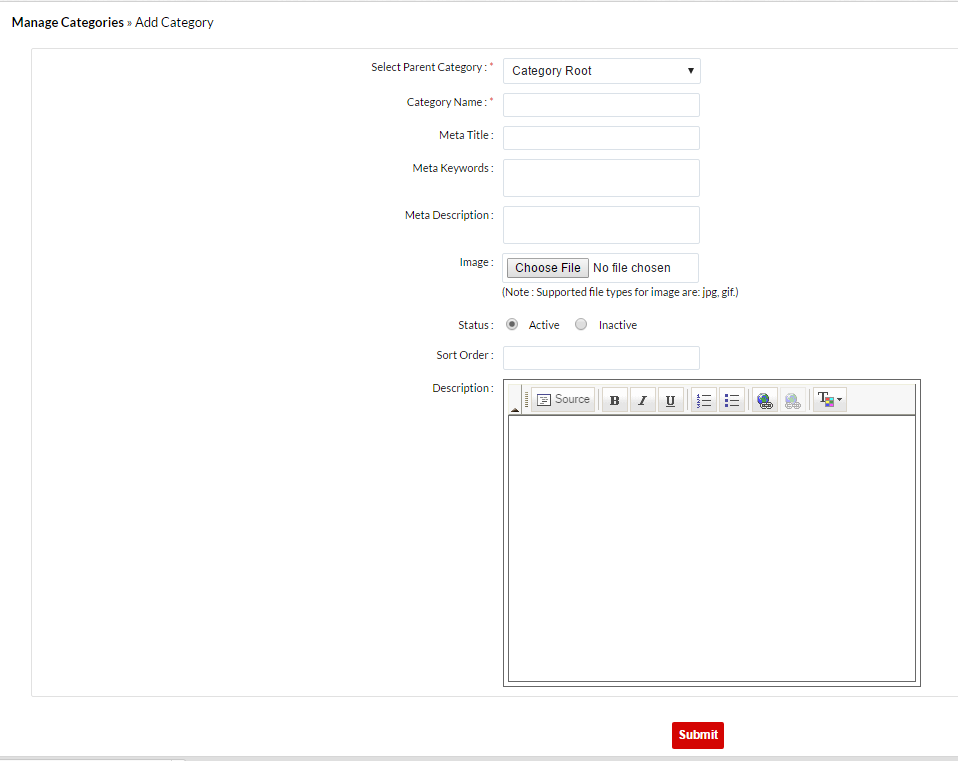 Manage Categories » Add Category
Select Parent Category : * Category Root
Category Name : *
Meta Title :
Meta Keywords :
Meta Description :
Image : Choose File No file chosen
(Note : Supported file types for image are: jpg, gif.)
Status : Active Inactive
Sort Order :
Description : Source B I U
Submit